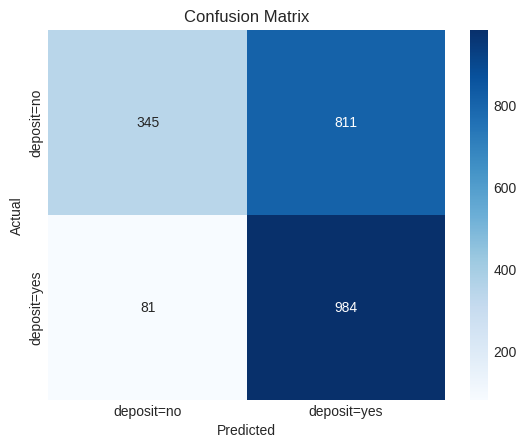 Confusion Matrix
deposit=no
345
811
800
600
Actual
400
deposit=yes
81
984
200
deposit=no
deposit=yes
Predicted